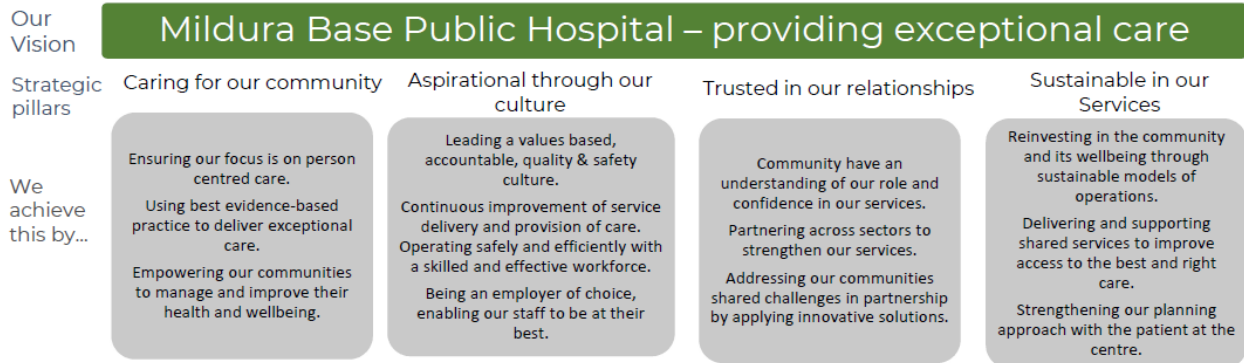 Our
Vision
Mildura Base Public Hospital – providing exceptional care
Strategic
pillars
Caring for our community
Aspirational through our
culture
Trusted in our relationships
Sustainable in our
Services
We
achieve
this by...
Ensuring our focus is on person
centred care.
Using best evidence-based
practice to deliver exceptional
care.
Empowering our communities
to manage and improve their
health and wellbeing.
Leading a values based,
accountable, quality & safety
culture.
Continuous improvement of service
delivery and provision of care.
Operating safely and efficiently with
a skilled and effective workforce.
Being an employer of choice,
enabling our staff to be at their
best.
Community have an
understanding of our role and
confidence in our services.
Partnering across sectors to
strengthen our services.
Addressing our communities
shared challenges in partnership
by applying innovative solutions.
Reinvesting in the community
and its wellbeing through
sustainable models of
operations.
Delivering and supporting
shared services to improve
access to the best and right
care.
Strengthening our planning
approach with the patient at the
centre.